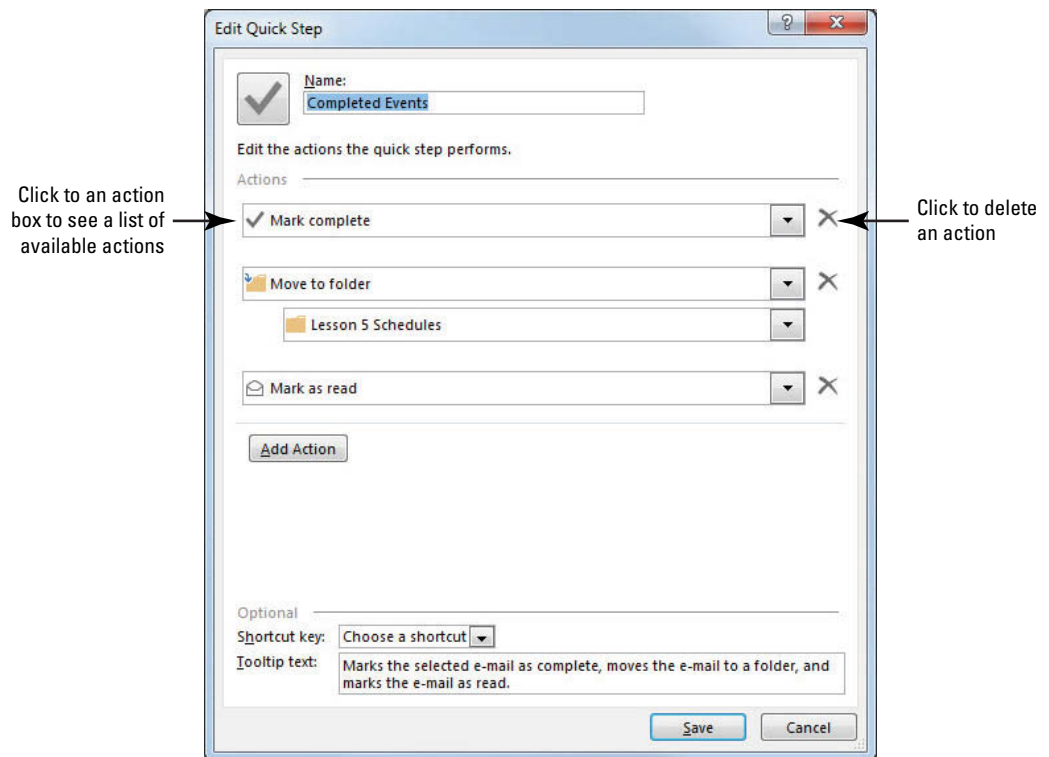 Edit Quick Step
Name:
Completed Events
Edit the actions the quick step performs.
Actions
Click to an action
box to see a list of
available actions
Mark complete
Click to delete
an action
Move to folder
Lesson 5 Schedules
Mark as read
Add Action
Optional
Shortcut key:
Choose a shortcut
Tooltip text:
Marks the selected e-mail as complete, moves the e-mail to a folder, and
marks the e-mail as read.
Save
Cancel